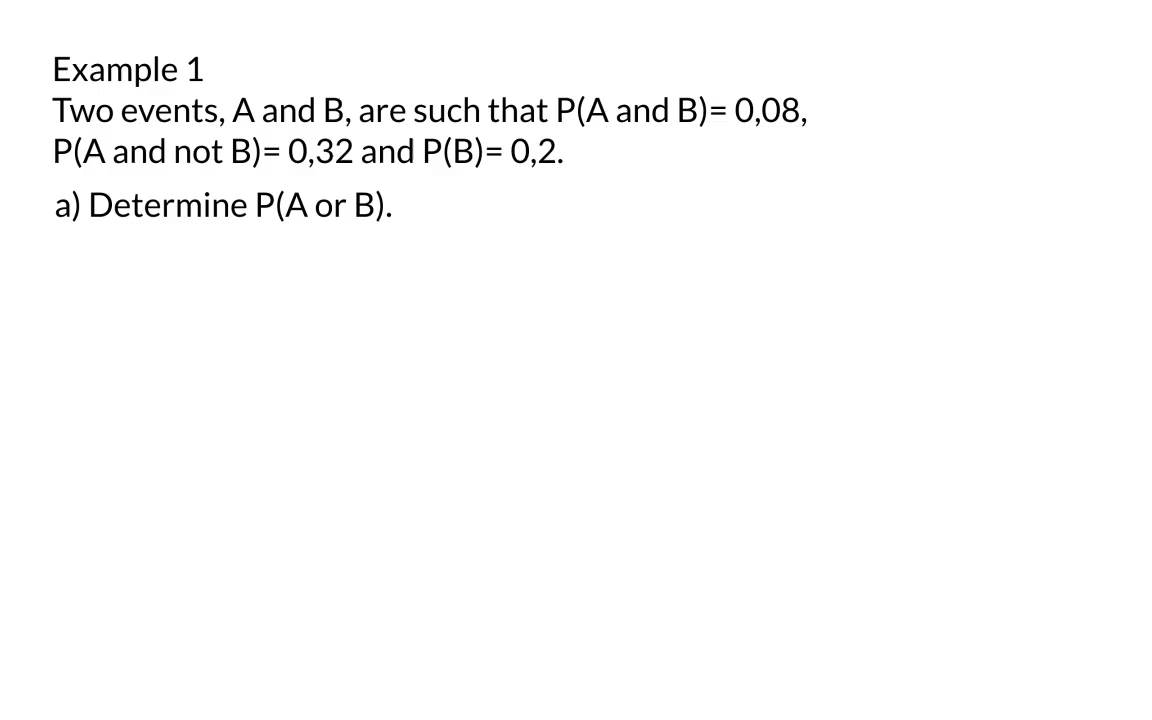 Example 1
Two events, A and B, are such that P(A and B)= 0,08,
P(A and not B)= 0,32 and P(B)= 0,2.
a) Determine P(A or B).